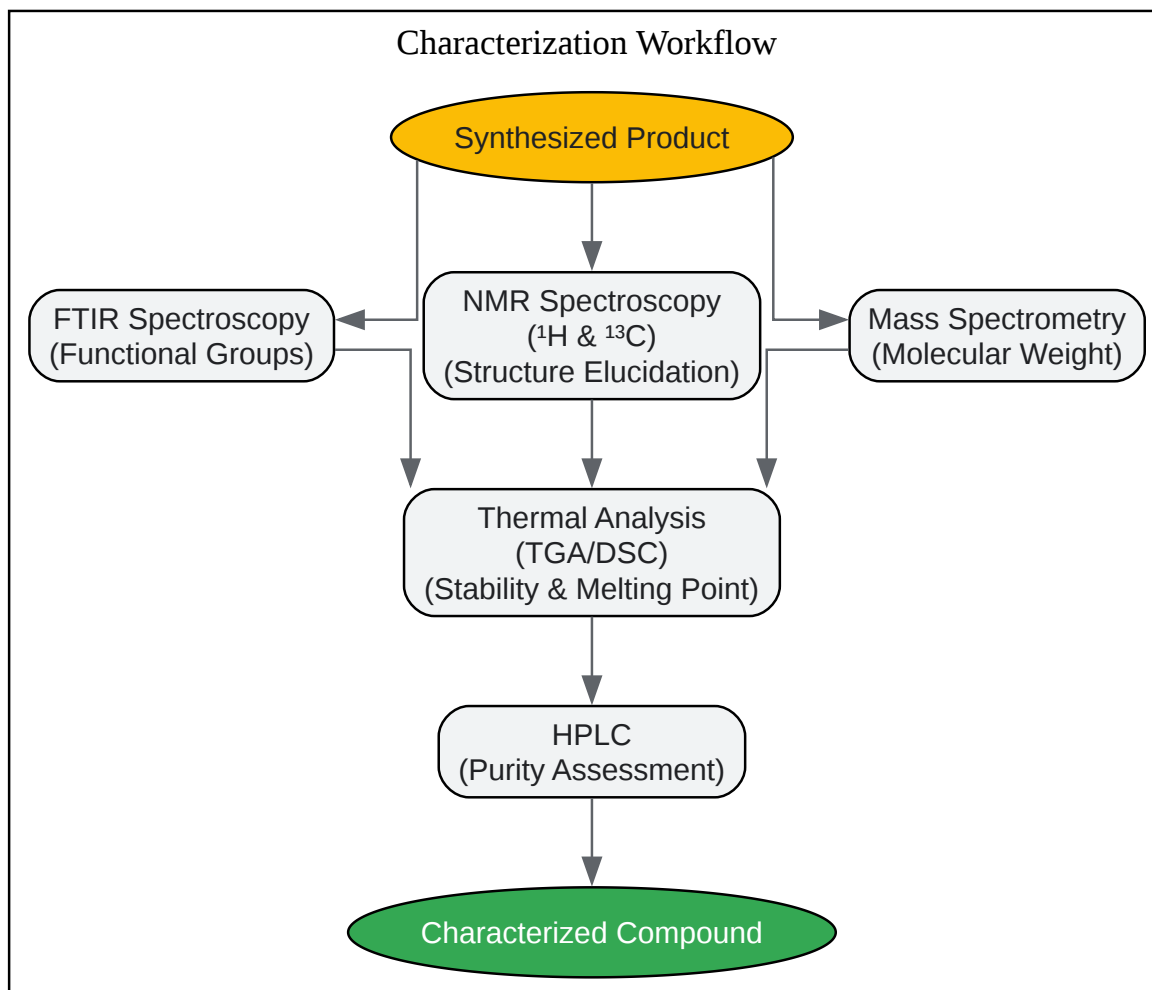 Characterization Workflow
Synthesized Product
FTIR Spectroscopy
(Functional Groups)
NMR Spectroscopy
(¹H & ¹³C)
(Structure Elucidation)
Mass Spectrometry
(Molecular Weight)
Thermal Analysis
(TGA/DSC)
(Stability & Melting Point)
HPLC
(Purity Assessment)
Characterized Compound